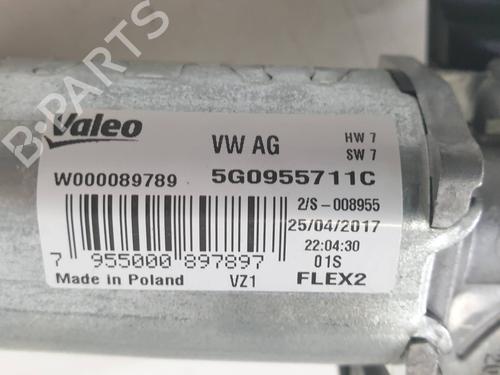 B-PARTS
Valeo
VW AG
HW 7
SW 7
W000089789
5G0955711C
2/S-008955
25/04/2017
22:04:30
7 955000 897897
01S
Made in Poland
VZ1
FLEX2